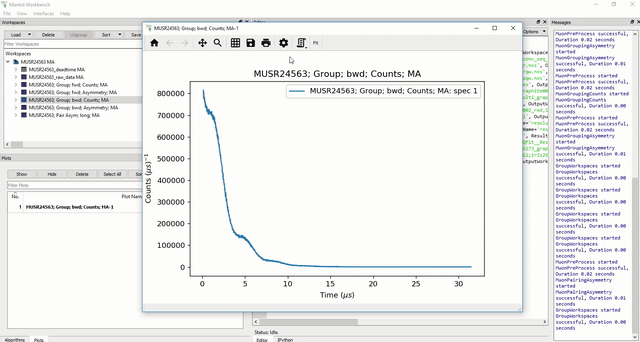 Mantid Workbench
File View Interfaces Help
Workspaces
Load Delete Ungroup Sort Save
Filter Workspaces
Workspaces
MUSR24563 MA
MUSR24563_deadtime MA
MUSR24563_raw_data MA
MUSR24563; Group; fwd; Counts; MA
MUSR24563; Group; fwd; Asymmetry; MA
MUSR24563; Group; bwd; Counts; MA
MUSR24563; Group; bwd; Asymmetry; MA
MUSR24563; Pair Asym; long; MA
Plots
Show Hide Delete Select All
Filter Plots
No. Plot Name
1 MUSR24563; Group; bwd; Counts; MA-1
Algorithms Plots
MUSR24563; Group; bwd; Counts; MA-1
Fit
MUSR24563; Group; bwd; Counts; MA
MUSR24563; Group; bwd; Counts; MA: spec 1
Counts (μs)⁻¹
800000
700000
600000
500000
400000
300000
200000
100000
0
0 5 10 15 20 25 30
Time (μs)
Options
Status: Idle.
Editor IPython
Messages
MuonPreProcess started
MuonPreProcess successful, Duration 0.02 seconds
MuonGroupingAsymmetry started
MuonGroupingAsymmetry successful, Duration 0.02 seconds
MuonPreProcess started
MuonPreProcess successful, Duration 0.02 seconds
MuonGroupingCounts started
MuonGroupingCounts successful, Duration 0.00 seconds
MuonPreProcess started
MuonPreProcess successful, Duration 0.02 seconds
MuonGroupingAsymmetry started
MuonGroupingAsymmetry successful, Duration 0.01 seconds
GroupWorkspaces started
GroupWorkspaces successful, Duration 0.00 seconds
GroupWorkspaces started
GroupWorkspaces successful, Duration 0.00 seconds
GroupWorkspaces started
GroupWorkspaces successful, Duration 0.00 seconds
MuonPreProcess started
MuonPreProcess successful, Duration 0.02 seconds
MuonPairingAsymmetry started
MuonPairingAsymmetry successful, Duration 0.01 seconds
GroupWorkspaces started
GroupWorkspaces successful, Duration 0.00 seconds